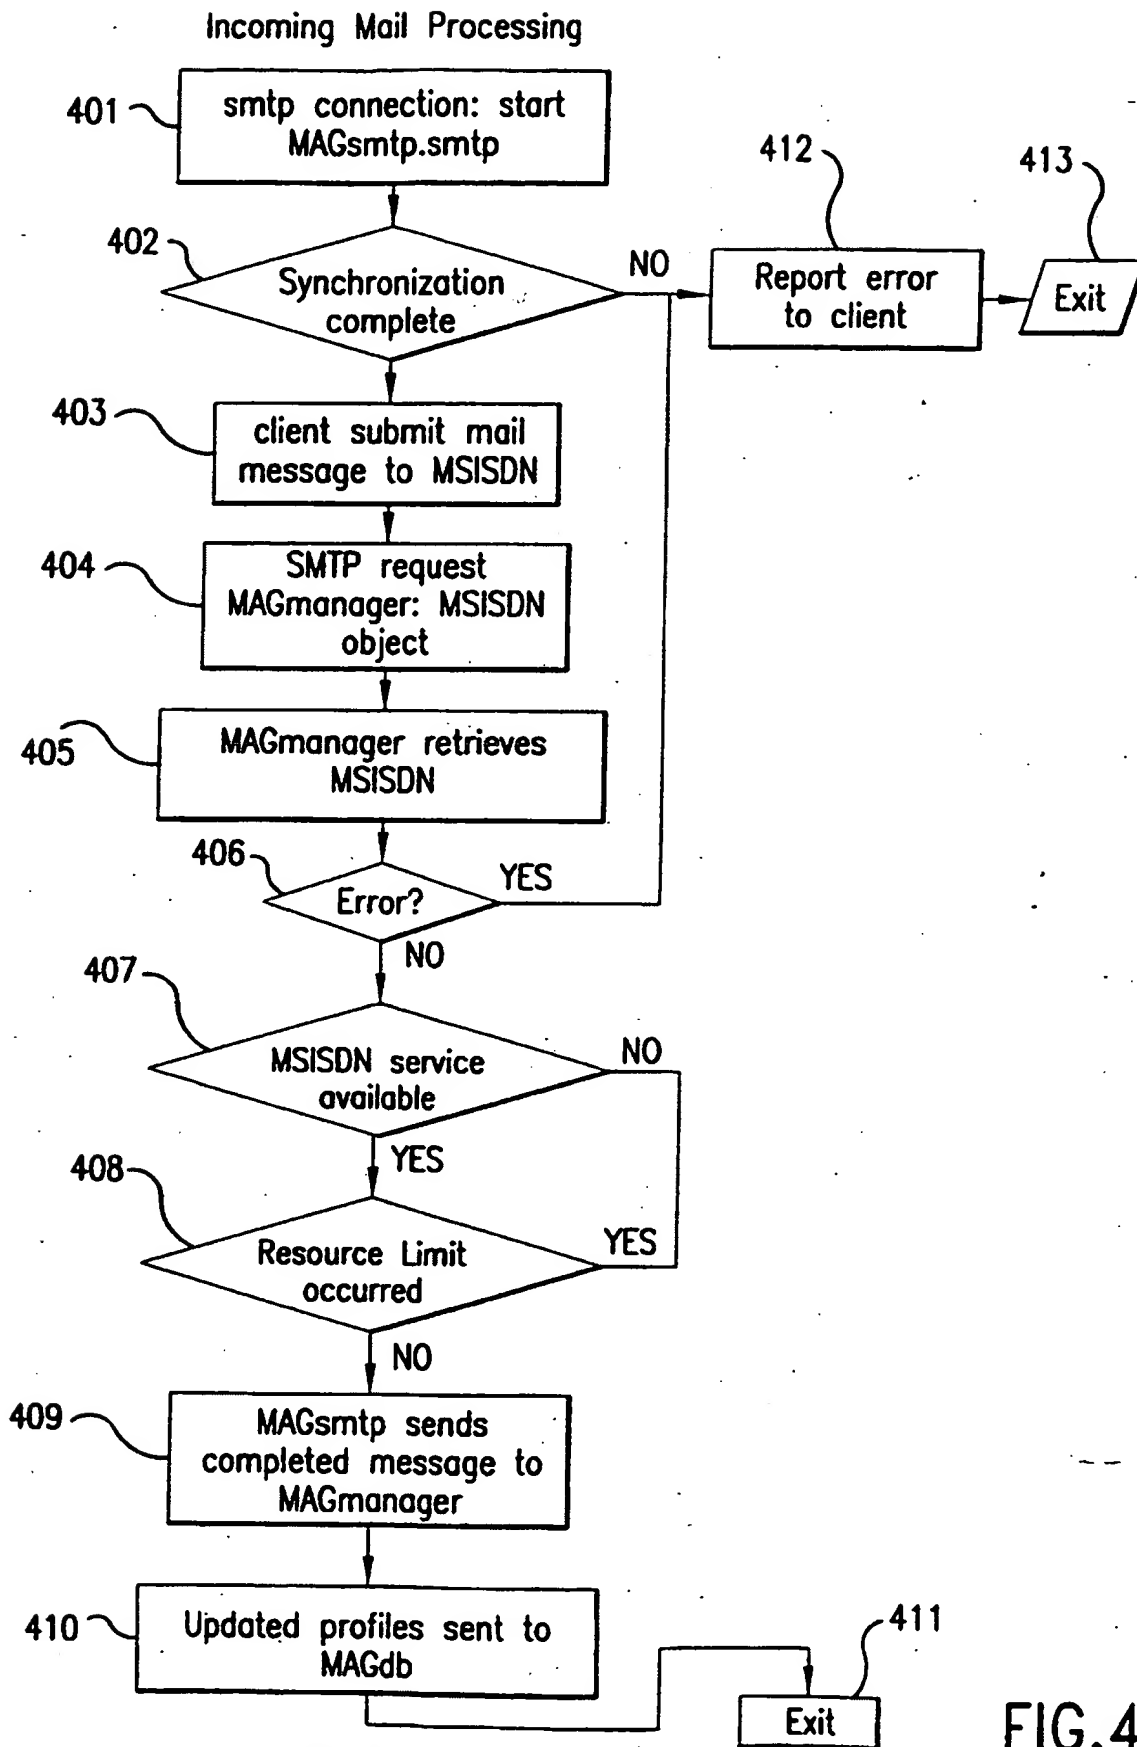 Incoming Mail Processing
401
smtp connection: start
MAGsmtp.smtp
412
413
402
Synchronization
complete
NO
Report error
to client
Exit
403
client submit mail
message to MSISDN
404
SMTP request
MAGmanager: MSISDN
object
405
MAGmanager retrieves
MSISDN
406
Error?
YES
NO
407
MSISDN service
available
NO
YES
408
Resource Limit
occurred
YES
NO
409
MAGsmtp sends
completed message to
MAGmanager
410
Updated profiles sent to
MAGdb
411
Exit
FIG.4